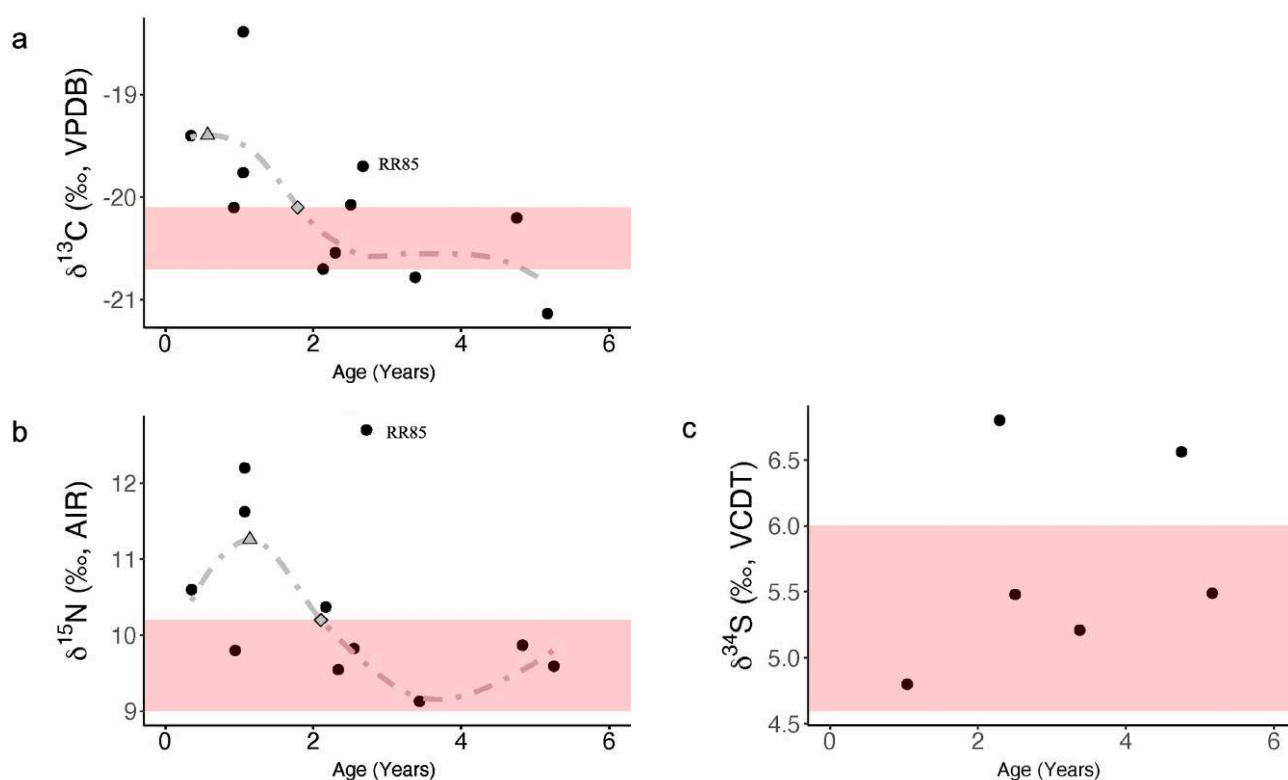 a
δ13C (‰, VPDB)
-19
-20
-21
RR85
0 2 4 6
Age (Years)
b
δ15N (‰, AIR)
12
11
10
9
RR85
0 2 4 6
Age (Years)
c
δ34S (‰, VCDT)
6.5
6.0
5.5
5.0
4.5
0 2 4 6
Age (Years)